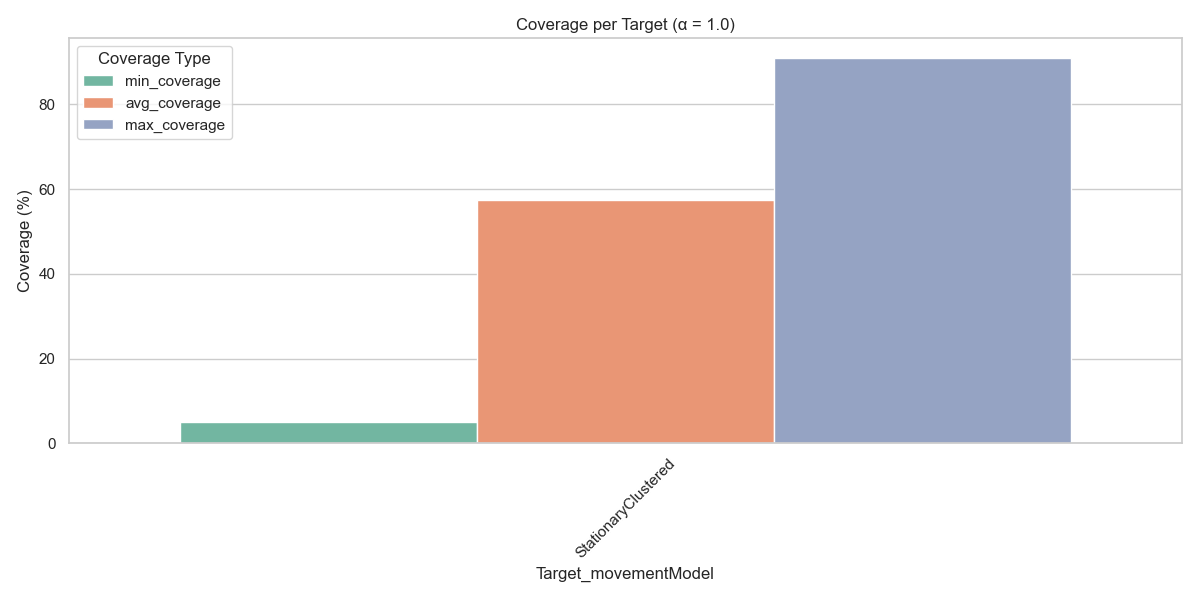 Coverage per Target (α = 1.0)
Coverage Type
min_coverage
avg_coverage
max_coverage
Coverage (%)
80
60
40
20
0
StationaryClustered
Target_movementModel